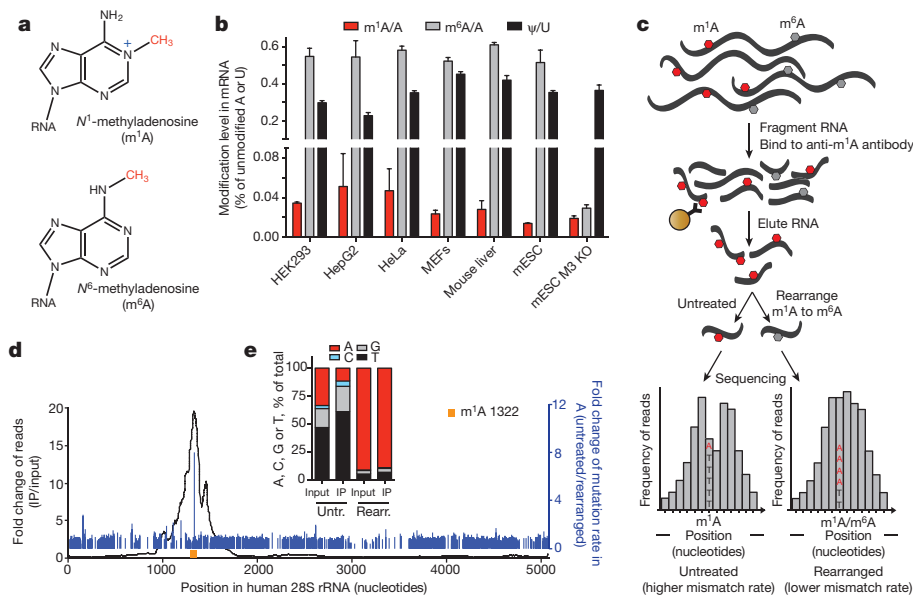 a
NH2
N
N
N
N
+
CH3
RNA
N1-methyladenosine
(m1A)
HN
CH3
N
N
N
N
RNA
N6-methyladenosine
(m6A)
b
m1A/A
m6A/A
ψ/U
Modification level in mRNA
(% of unmodified A or U)
0.6
0.4
0.2
0.08
0.04
0.00
HEK293
HepG2
HeLa
MEFs
Mouse liver
mESC
mESC M3 KO
c
m1A
m6A
Fragment RNA
Bind to anti-m1A antibody
Elute RNA
Untreated
Rearrange
m1A to m6A
Sequencing
Frequency of reads
A
T
T
T
T
m1A
Position
(nucleotides)
Untreated
(higher mismatch rate)
Frequency of reads
A
A
A
A
T
m1A/m6A
Position
(nucleotides)
Rearranged
(lower mismatch rate)
d
Fold change of reads
(IP/input)
20
15
10
5
0
0
1000
2000
3000
4000
5000
Position in human 28S rRNA (nucleotides)
m1A 1322
12
8
4
0
Fold change of mutation rate in
A (untreated/rearranged)
e
A
G
C
T
A, C, G or T, % of total
100
75
50
25
0
Input
IP
Input
IP
Untr.
Rearr.